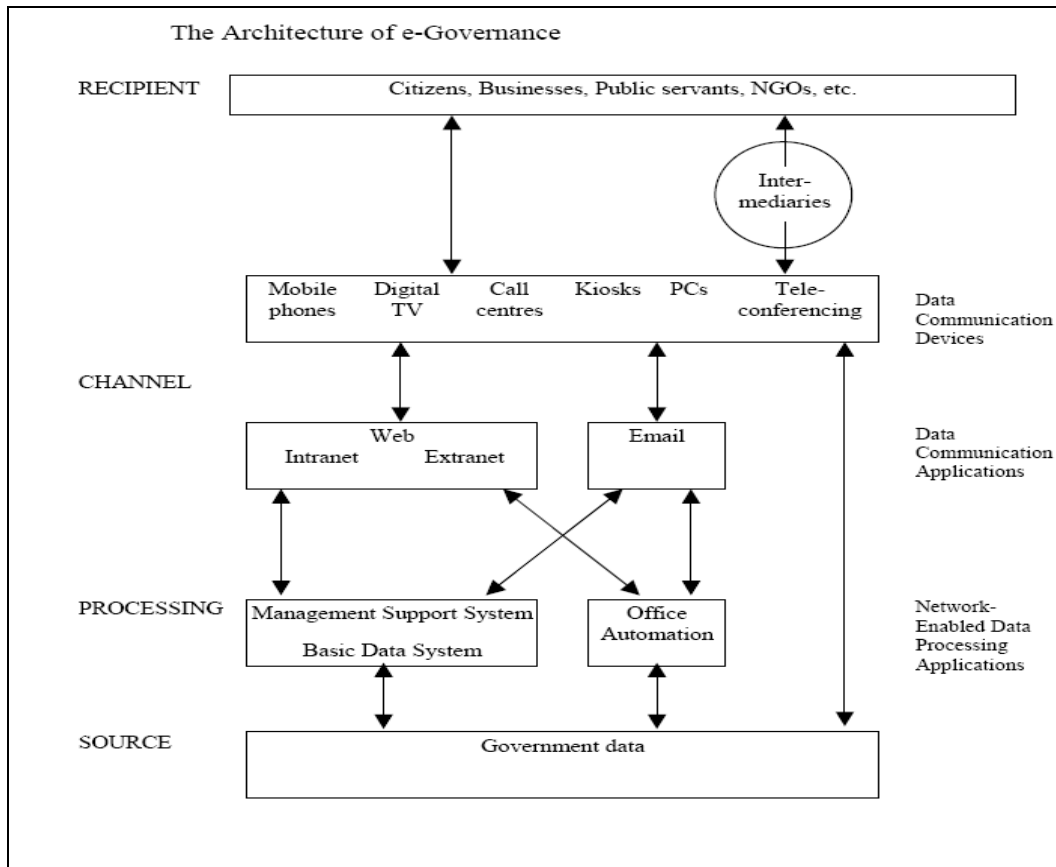 The Architecture of e-Governance
RECIPIENT
Citizens, Businesses, Public servants, NGOs, etc.
Inter-
mediaries
Mobile Digital Call Kiosks PCs Tele-
phones TV centres conferencing
Data
Communication
Devices
CHANNEL
Web
Intranet Extranet
Email
Data
Communication
Applications
PROCESSING
Management Support System
Basic Data System
Office
Automation
Network-
Enabled Data
Processing
Applications
SOURCE
Government data